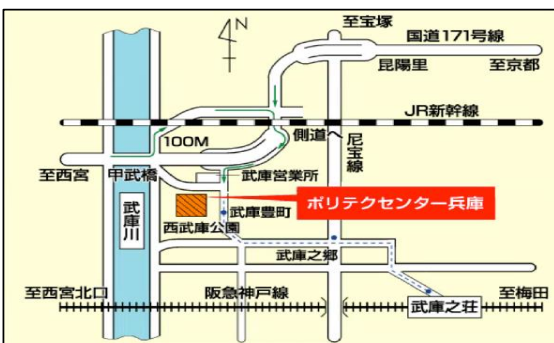 至宝塚
N
国道171号線
昆陽里
至京都
JR新幹線
100M
側道
尼宝線
至西宮
甲武橋
武庫営業所
武庫川
西武庫公園
武庫豊町
ポリテクセンター兵庫
武庫之郷
至西宮北口
阪急神戸線
武庫之荘
至梅田